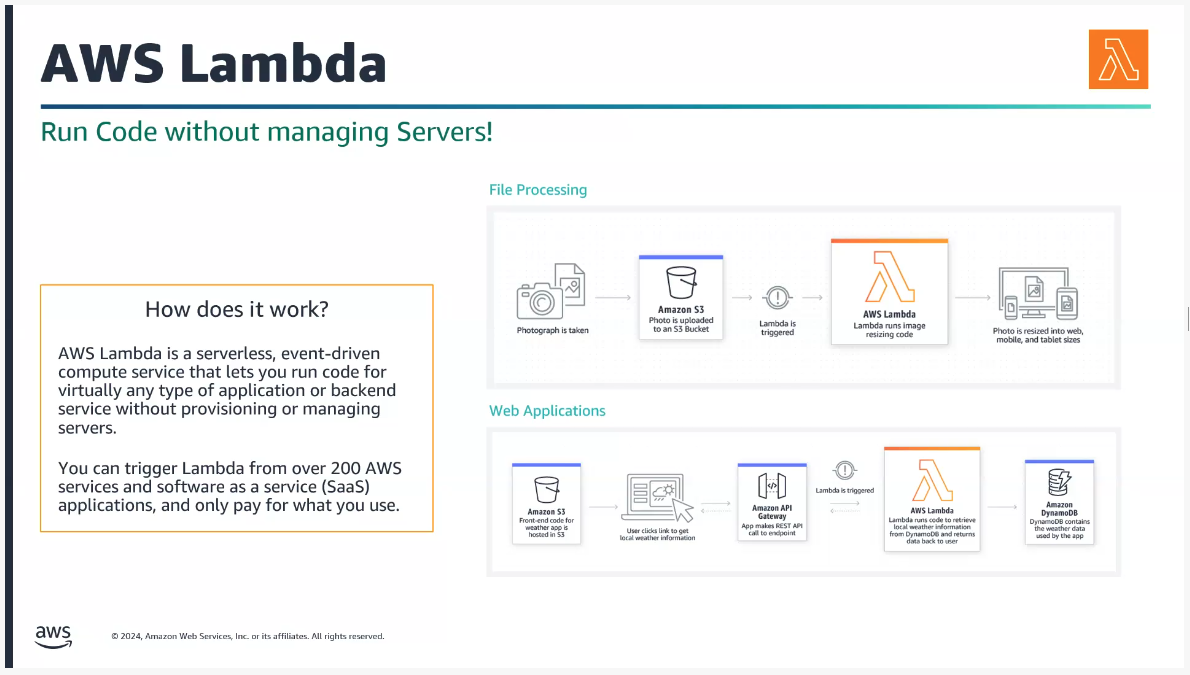 AWS Lambda
Run Code without managing Servers!
How does it work?
AWS Lambda is a serverless, event-driven
compute service that lets you run code for
virtually any type of application or backend
service without provisioning or managing
servers.
You can trigger Lambda from over 200 AWS
services and software as a service (SaaS)
applications, and only pay for what you use.
File Processing
Photograph is taken
Amazon S3
Photo is uploaded
to an S3 Bucket
Lambda is
triggered
AWS Lambda
Lambda runs image
resizing code
Photo is resized into web,
mobile, and tablet sizes
Web Applications
Amazon S3
Front-end code for
weather app is
hosted in S3
User clicks link to get
local weather information
Amazon API
Gateway
App makes REST API
call to endpoint
Lambda is triggered
AWS Lambda
Lambda runs code to retrieve
local weather information
from DynamoDB and returns
data back to user
Amazon
DynamoDB
DynamoDB contains
the weather data
used by the app
aws
© 2024, Amazon Web Services, Inc. or its affiliates. All rights reserved.